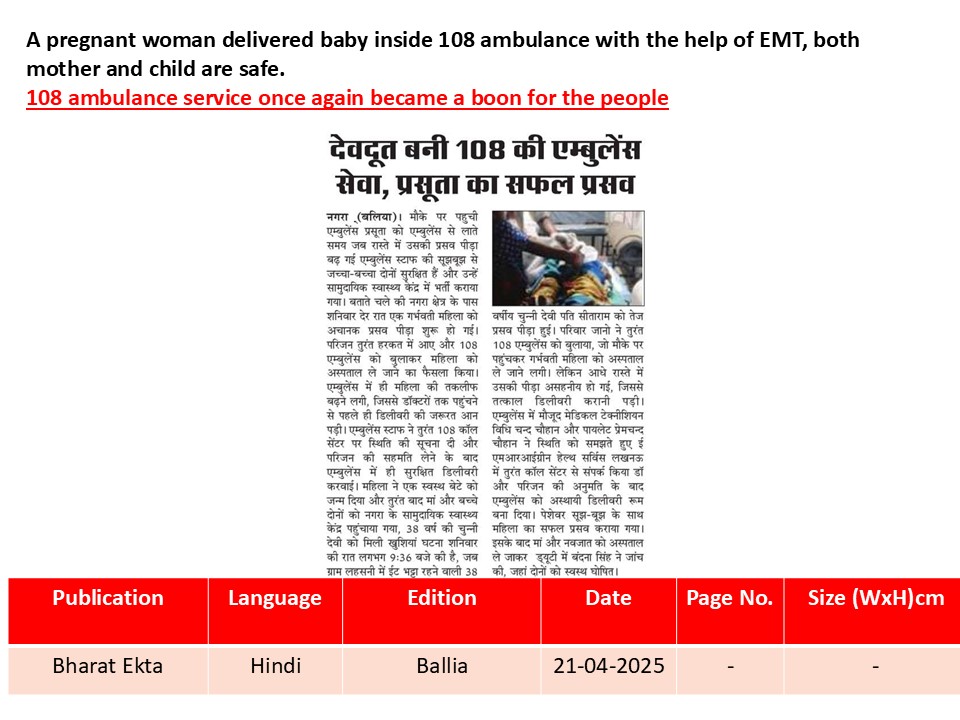 A pregnant woman delivered baby inside 108 ambulance with the help of EMT, both
mother and child are safe.
108 ambulance service once again became a boon for the people
देवदूत बनी 108 की एम्बुलेंस
सेवा, प्रसूता का सफल प्रसव
नगरा (बलिया)। मौके पर पहुची
एम्बुलेंस प्रसूता को एम्बुलेंस से लाते
समय जब रास्ते में उसकी प्रसव पीड़ा
बढ़ गई एम्बुलेंस स्टाफ की सूझबूझ से
जच्चा-बच्चा दोनों सुरक्षित हैं और उन्हें
सामुदायिक स्वास्थ्य केंद्र में भर्ती कराया
गया। बताते चले की नगरा क्षेत्र के पास
शनिवार देर रात एक गर्भवती महिला को
अचानक प्रसव पीड़ा शुरू हो गई।
परिजन तुरंत हरकत में आए और 108
एम्बुलेंस को बुलाकर महिला को
अस्पताल ले जाने का फैसला किया।
एम्बुलेंस में ही महिला की तकलीफ
बढ़ने लगी, जिससे डॉक्टरों तक पहुंचने
से पहले ही डिलीवरी की जरूरत आन
पड़ी। एम्बुलेंस स्टाफ ने तुरंत 108 कॉल
सेंटर पर स्थिति की सूचना दी और
परिजन की सहमति लेने के बाद
एम्बुलेंस में ही सुरक्षित डिलीवरी
करवाई। महिला ने एक स्वस्थ बेटे को
जन्म दिया और तुरंत बाद मां और बच्चे
दोनों को नगरा के सामुदायिक स्वास्थ्य
केंद्र पहुंचाया गया, 38 वर्ष की चुन्नी
देवी को मिली खुशियां घटना शनिवार
की रात लगभग 9:36 बजे की है, जब
ग्राम लहसनी में ईट भट्टा रहने वाली 38
वर्षीय चुन्नी देवी पति सीताराम को तेज
प्रसव पीड़ा हुई। परिवार जानो ने तुरंत
108 एम्बुलेंस को बुलाया, जो मौके पर
पहुंचकर गर्भवती महिला को अस्पताल
ले जाने लगी। लेकिन आधे रास्ते में
उसकी पीड़ा असहनीय हो गई, जिससे
तत्काल डिलीवरी करानी पड़ी।
एम्बुलेंस में मौजूद मेडिकल टेक्नीशियन
विधि चन्द चौहान और पायलेट प्रेमचन्द
चौहान ने स्थिति को समझते हुए ई
एमआरआईग्रीन हेल्थ सर्विस लखनऊ
में तुरंत कॉल सेंटर से संपर्क किया डॉ
और परिजन की अनुमति के बाद
एम्बुलेंस को अस्थायी डिलीवरी रूम
बना दिया। पेशेवर सूझ-बूझ के साथ
महिला का सफल प्रसव कराया गया।
इसके बाद मां और नवजात को अस्पताल
ले जाकर ड्यूटी में बंदना सिंह ने जांच
की, जहां दोनों को स्वस्थ घोषित।
Publication Language Edition Date Page No. Size (WxH)cm
Bharat Ekta Hindi Ballia 21-04-2025 - -